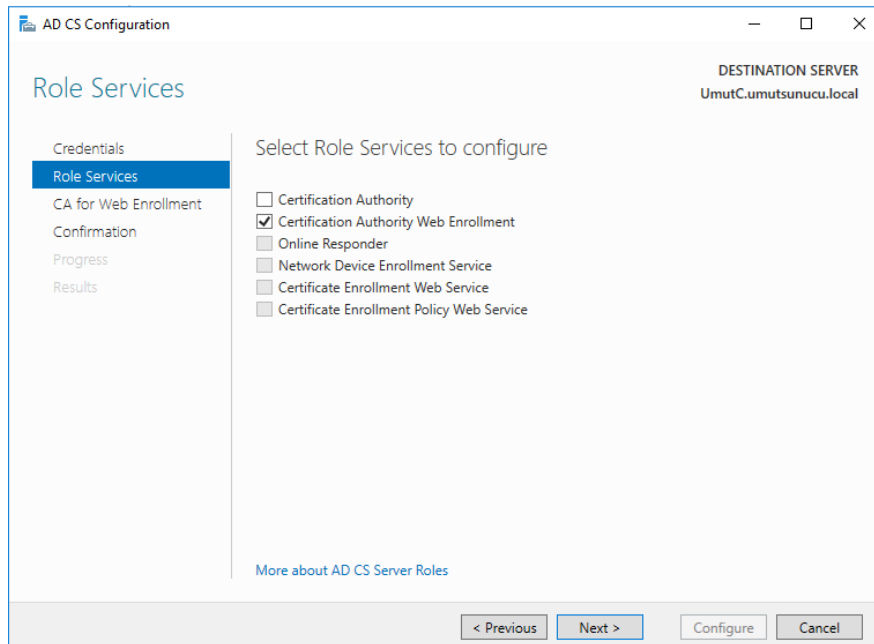 AD CS Configuration
Role Services
DESTINATION SERVER
UmutC.umutsunucu.local
Credentials
Role Services
CA for Web Enrollment
Confirmation
Progress
Results
Select Role Services to configure
Certification Authority
Certification Authority Web Enrollment
Online Responder
Network Device Enrollment Service
Certificate Enrollment Web Service
Certificate Enrollment Policy Web Service
More about AD CS Server Roles
< Previous
Next >
Configure
Cancel